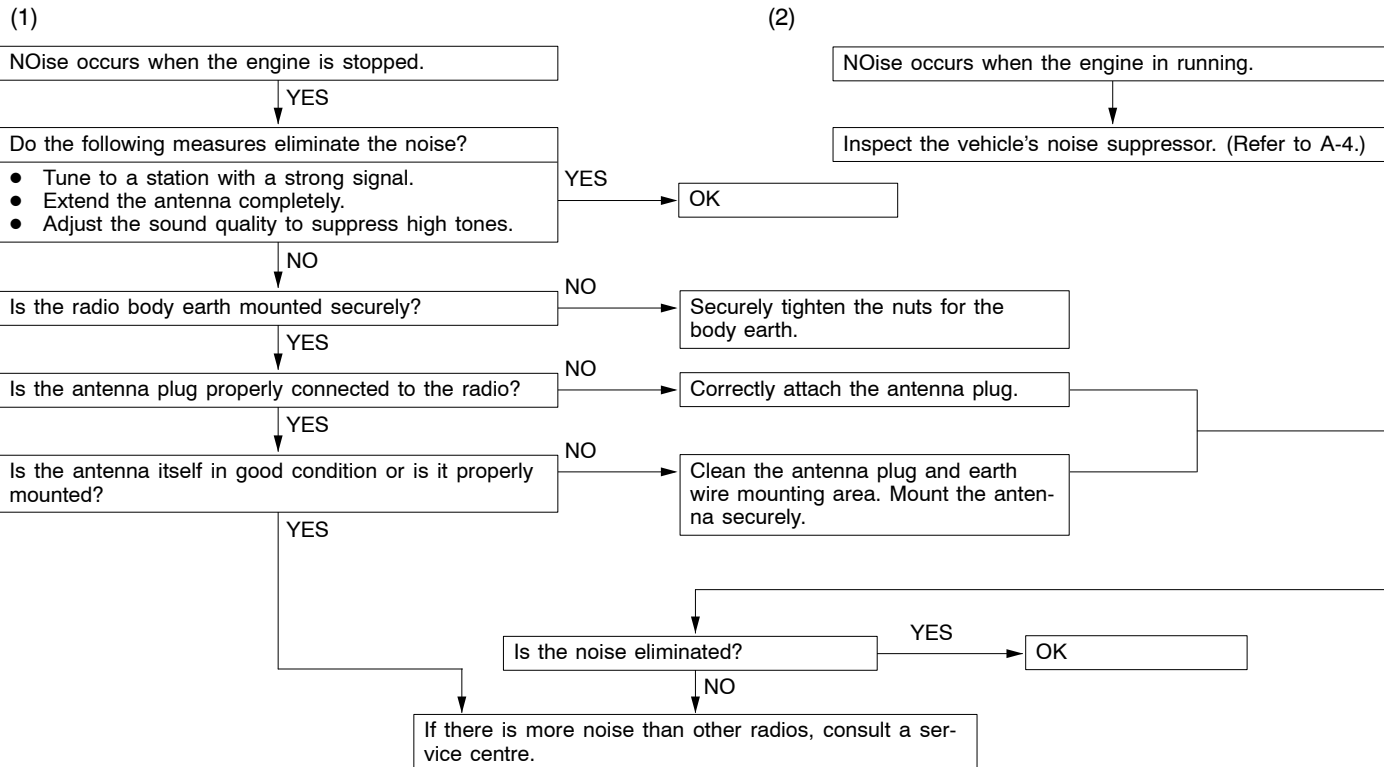 (1)
NOise occurs when the engine is stopped.
YES
Do the following measures eliminate the noise?
● Tune to a station with a strong signal.
● Extend the antenna completely.
● Adjust the sound quality to suppress high tones.
YES
OK
NO
Is the radio body earth mounted securely?
NO
Securely tighten the nuts for the
body earth.
YES
Is the antenna plug properly connected to the radio?
NO
Correctly attach the antenna plug.
YES
Is the antenna itself in good condition or is it properly
mounted?
NO
Clean the antenna plug and earth
wire mounting area. Mount the anten-
na securely.
YES
Is the noise eliminated?
YES
OK
NO
If there is more noise than other radios, consult a ser-
vice centre.
(2)
NOise occurs when the engine in running.
Inspect the vehicle's noise suppressor. (Refer to A-4.)